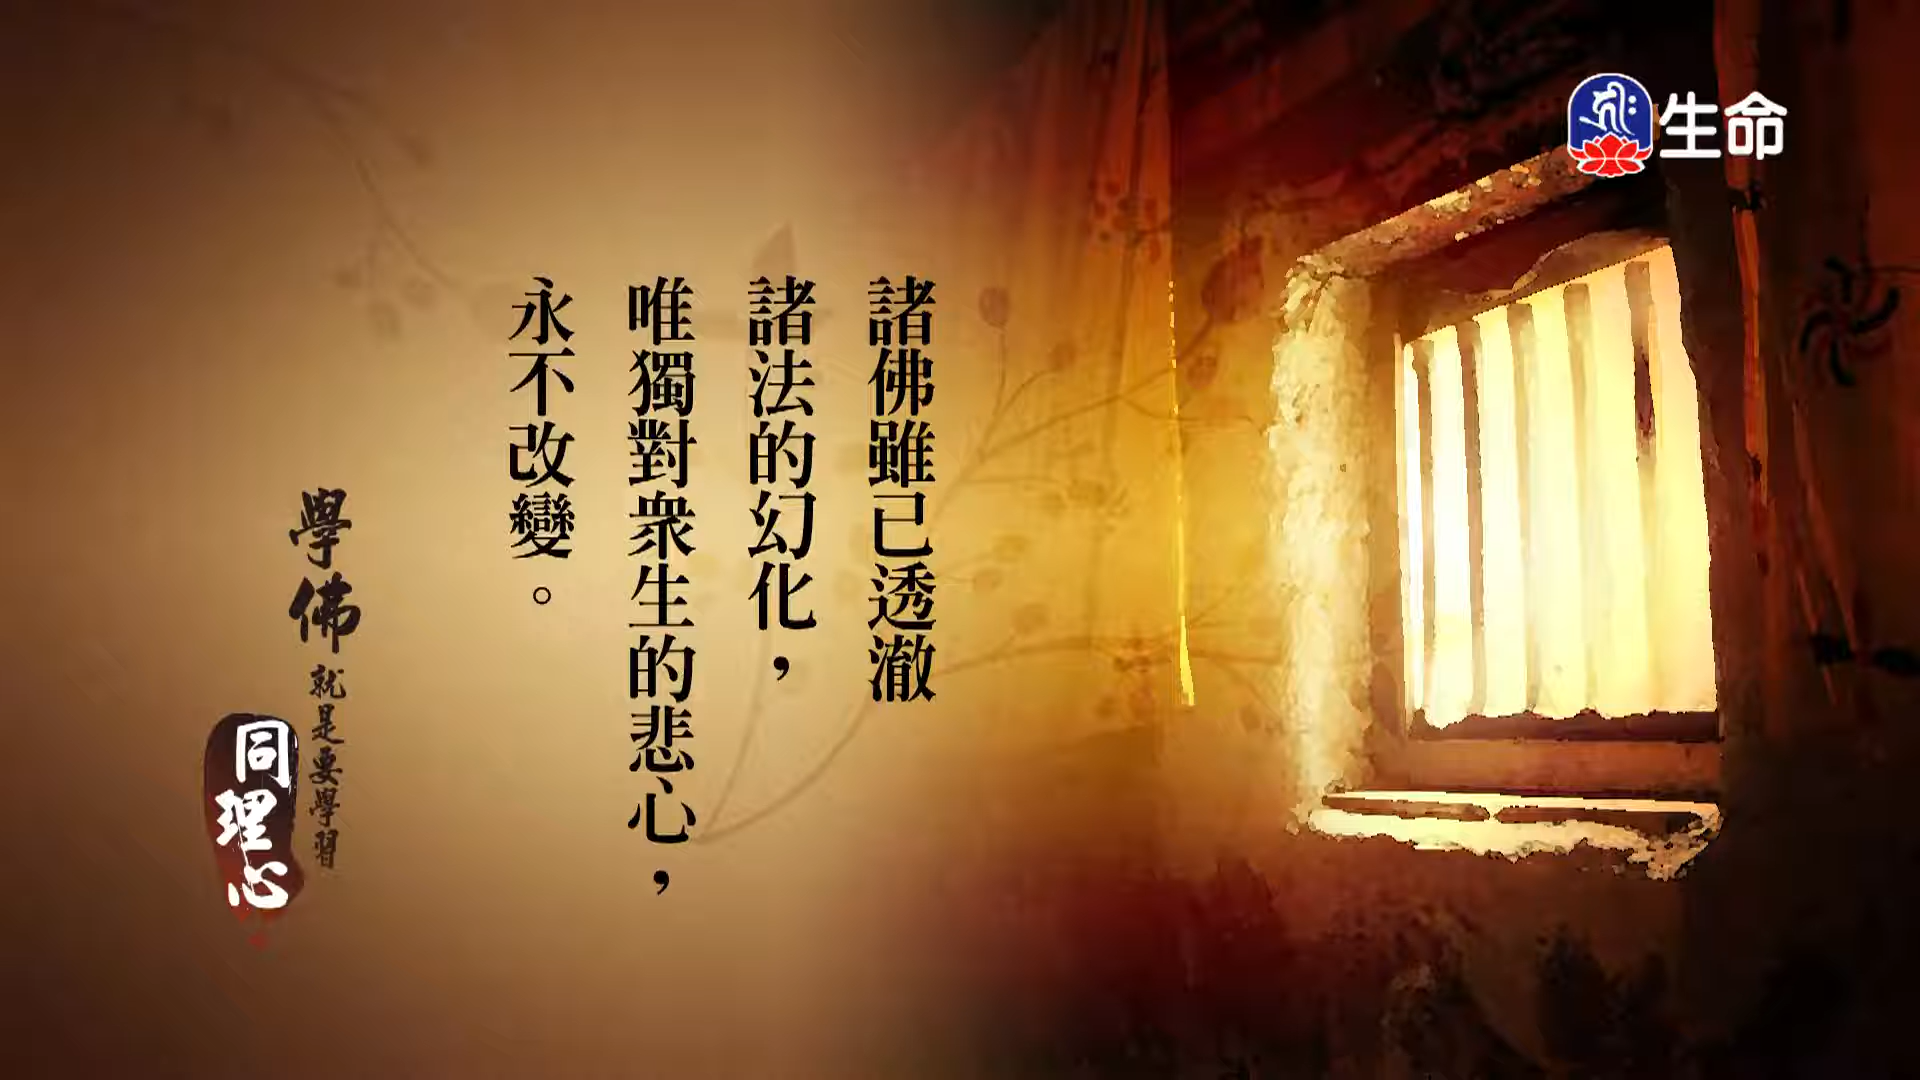 諸佛雖已透澈
諸法的幻化，
唯獨對眾生的悲心，
永不改變。
學佛
就是要學習
同理心
生命